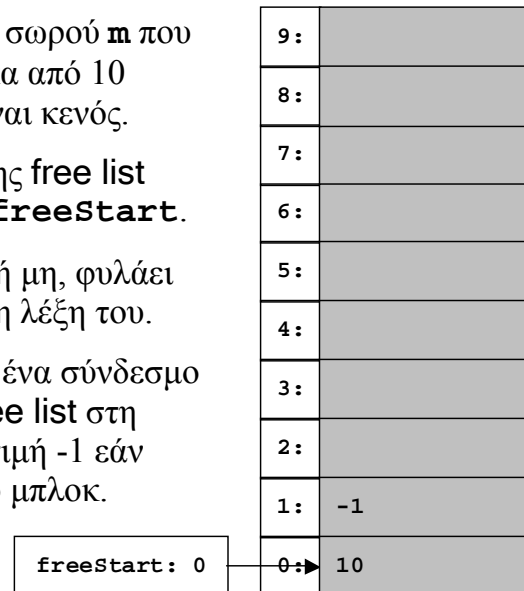 σωρού m που
α από 10
ναι κενός.
ης free list
freeStart.
ή μη, φυλάει
η λέξη του.
ένα σύνδεσμο
ee list στη
ιμή -1 εάν
μπλοκ.
9:
8:
7:
6:
5:
4:
3:
2:
1: -1
freeStart: 0
0: 10